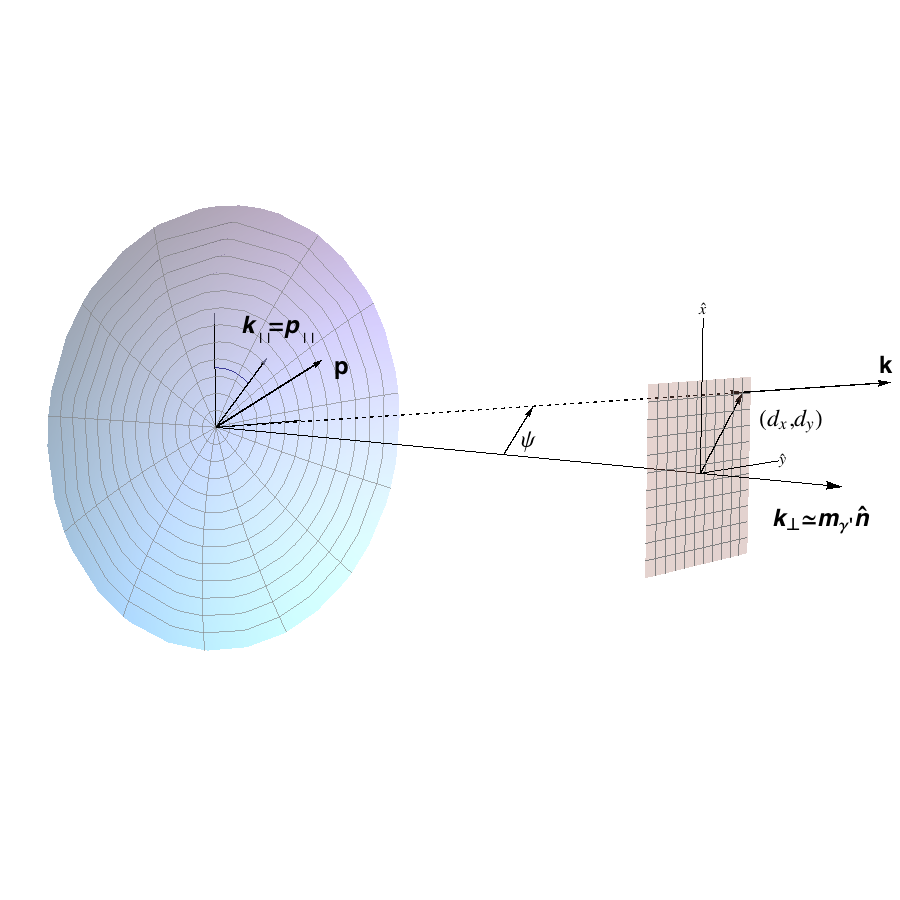 x̂
k||=p||
p
k
(dx,dy)
ψ
ŷ
k⊥≃mγ'n̂